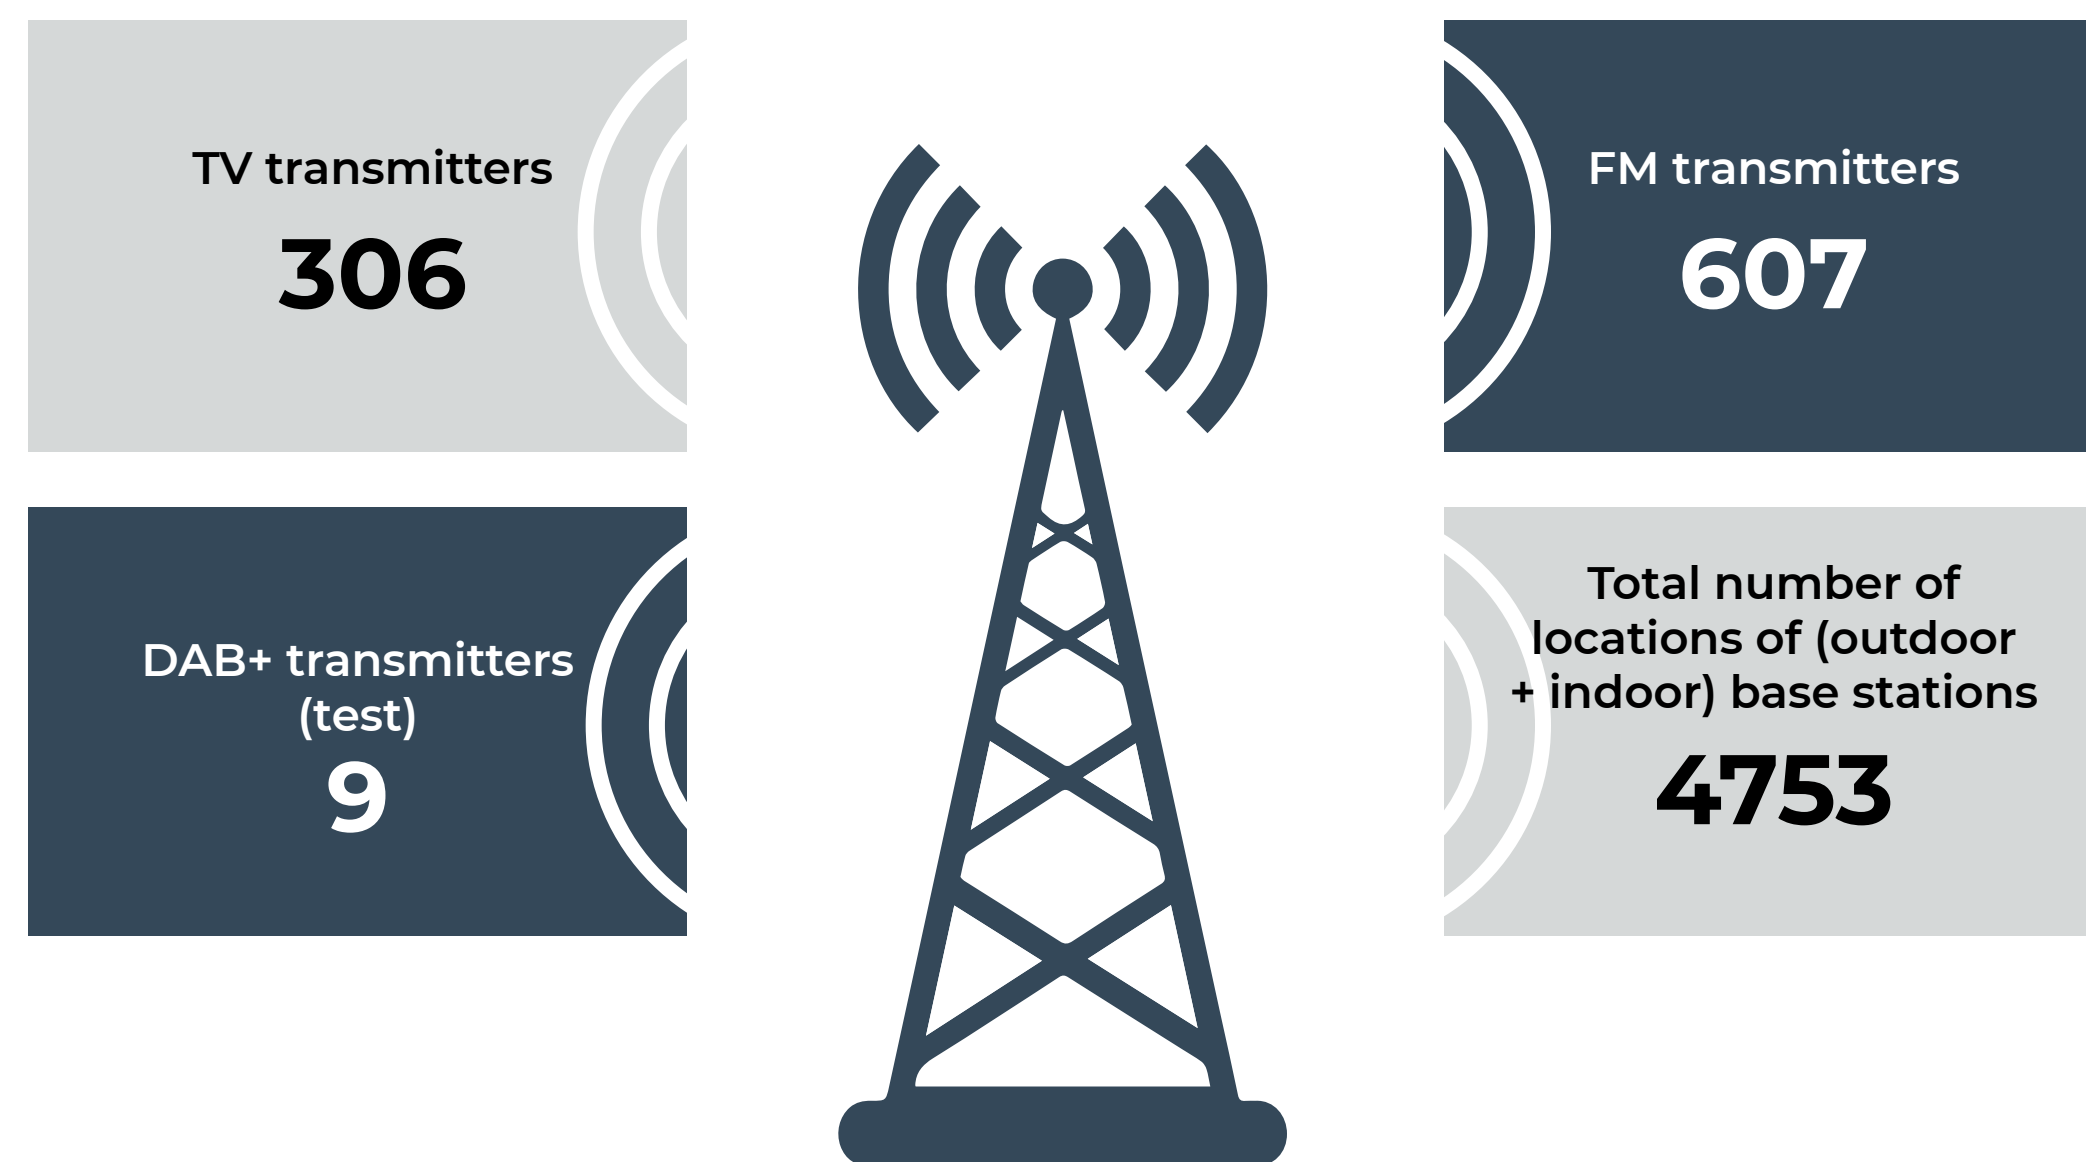 TV transmitters
306
FM transmitters
607
DAB+ transmitters
(test)
9
Total number of
locations of (outdoor
+ indoor) base stations
4753